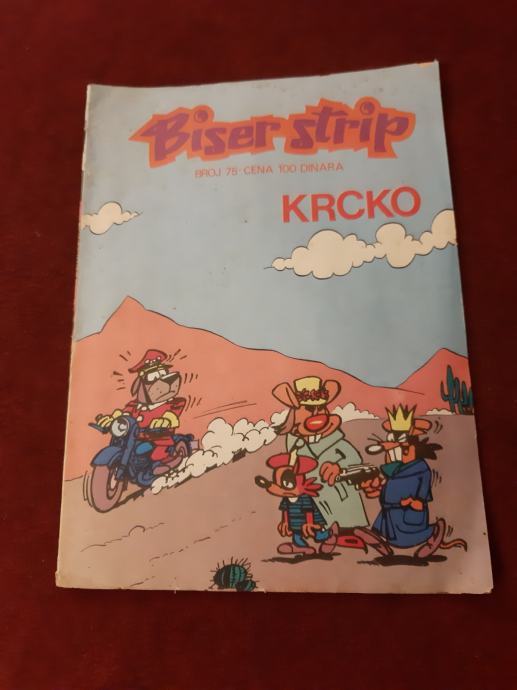 Biser strip
BROJ 75 · CENA 100 DINARA
KRCKO